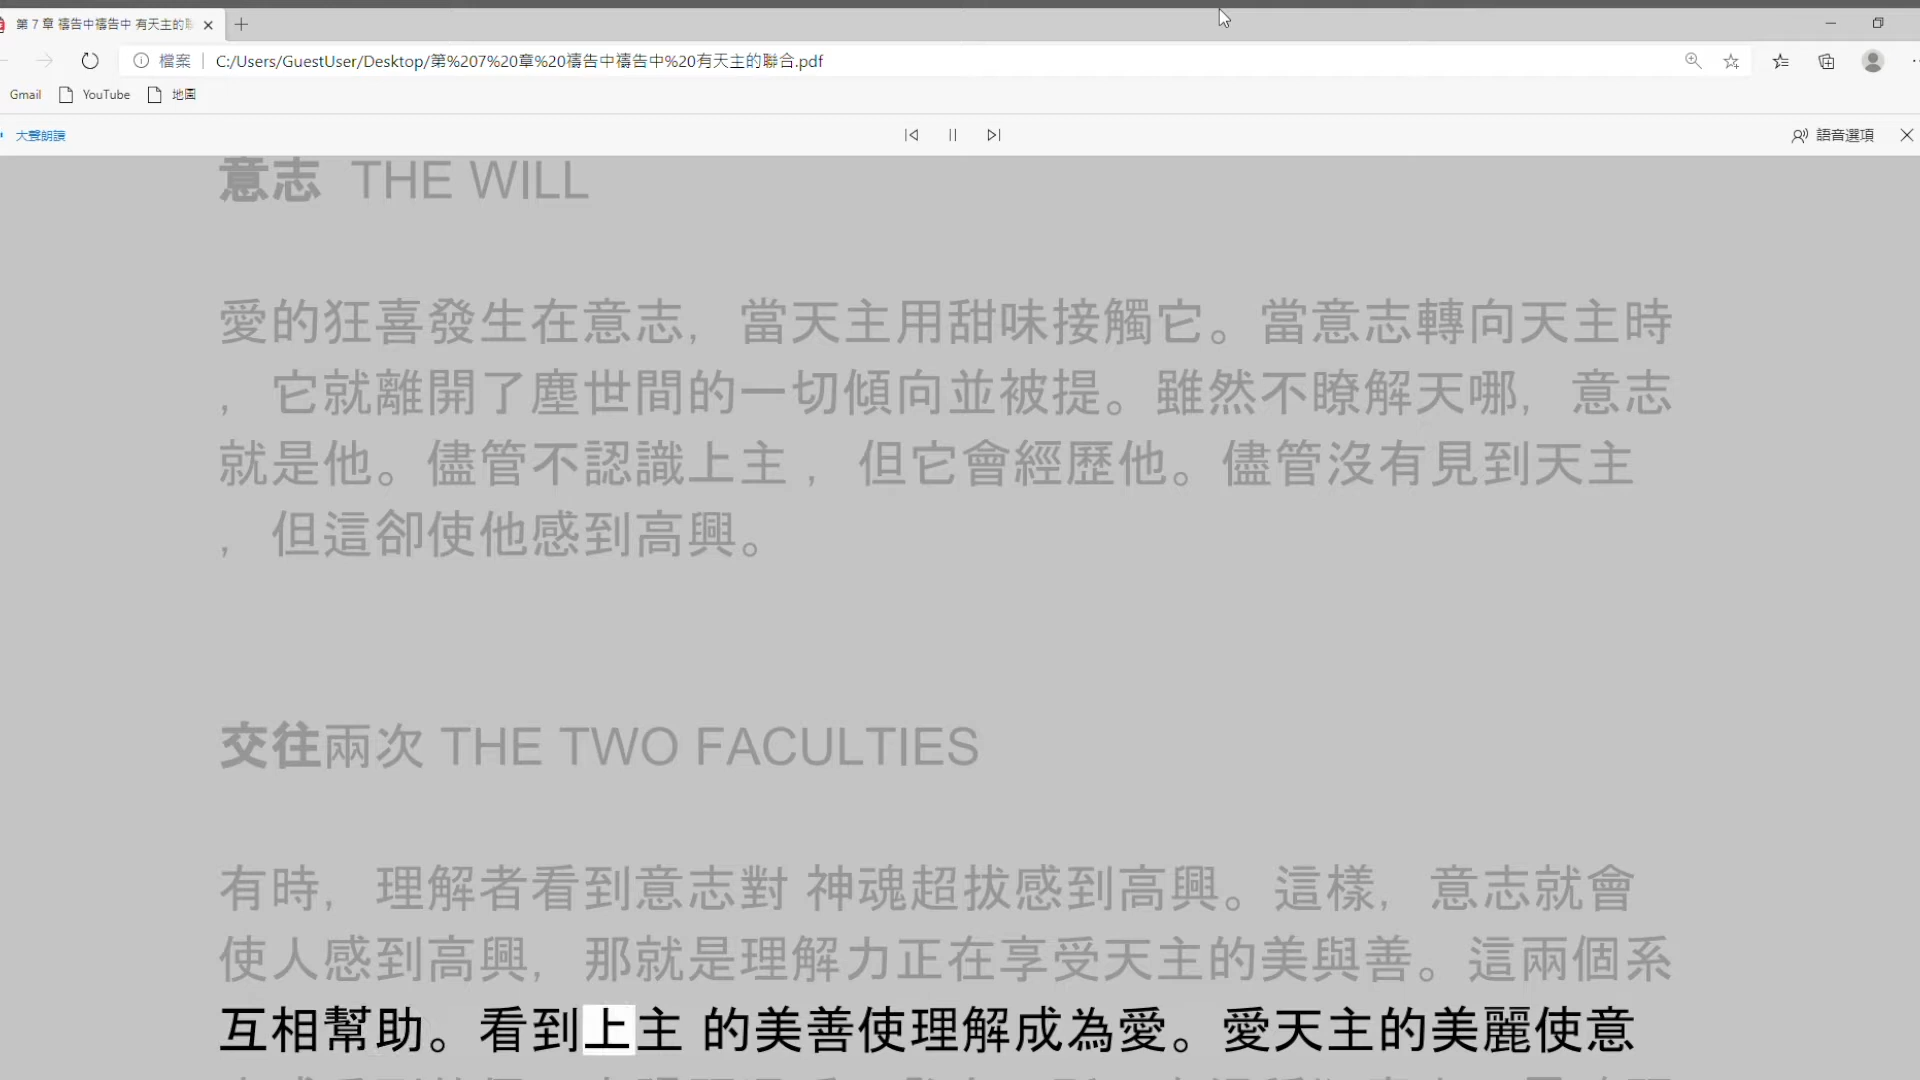 第 7 章 禱告中禱告中 有天主的聯
檔案
C:/Users/GuestUser/Desktop/第%207%20章%20禱告中禱告中%20有天主的聯合.pdf
Gmail YouTube 地圖
大聲朗讀 語音選項
意志 THE WILL
愛的狂喜發生在意志，當天主用甜味接觸它。當意志轉向天主時
，它就離開了塵世間的一切傾向並被提。雖然不瞭解天哪，意志
就是他。儘管不認識上主，但它會經歷他。儘管沒有見到天主
，但這卻使他感到高興。
交往兩次 THE TWO FACULTIES
有時，理解者看到意志對 神魂超拔感到高興。這樣，意志就會
使人感到高興，那就是理解力正在享受天主的美與善。這兩個系
互相幫助。看到上主 的美善使理解成為愛。愛天主的美麗使意